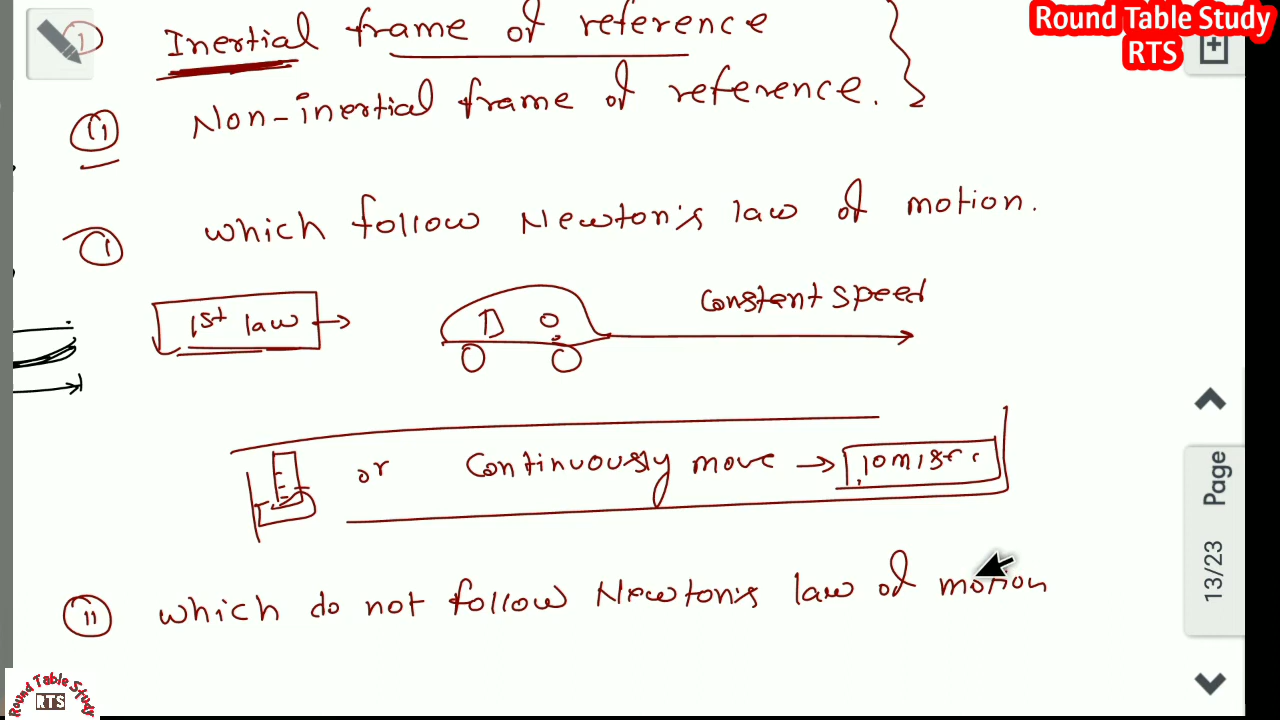 Round Table Study
RTS
(i) Inertial frame of reference
(ii) Non-inertial frame of reference.
(i) which follow Newton's law of motion.
1st law →
constent speed
or continuously move → 10m/sec
(ii) which do not follow Newton's law of motion
Page
13/23
Round Table Study
RTS